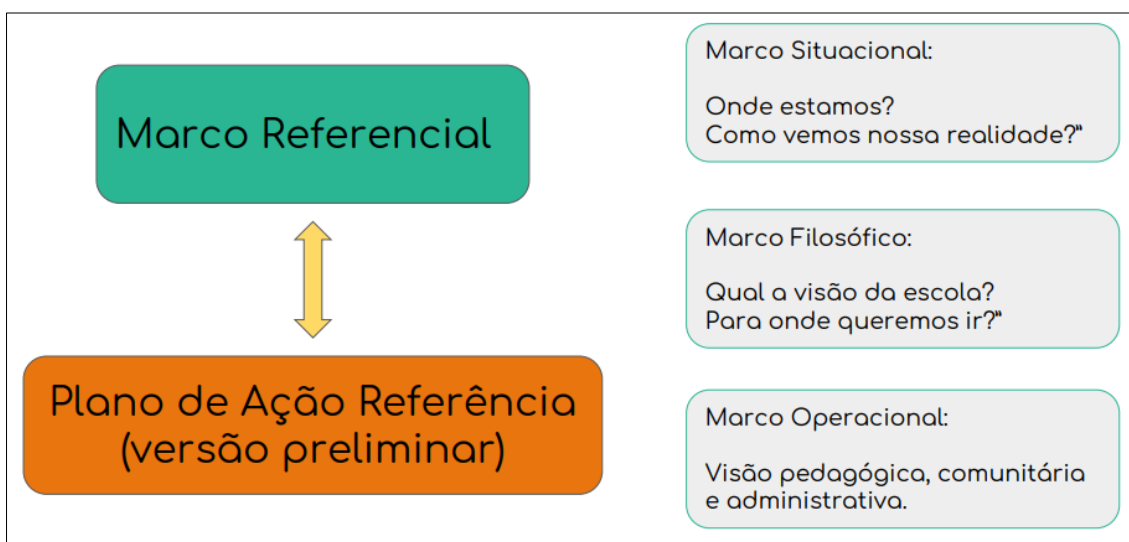 Marco Referencial
Plano de Ação Referência
(versão preliminar)
Marco Situacional:
Onde estamos?
Como vemos nossa realidade?”
Marco Filosófico:
Qual a visão da escola?
Para onde queremos ir?”
Marco Operacional:
Visão pedagógica, comunitária
e administrativa.